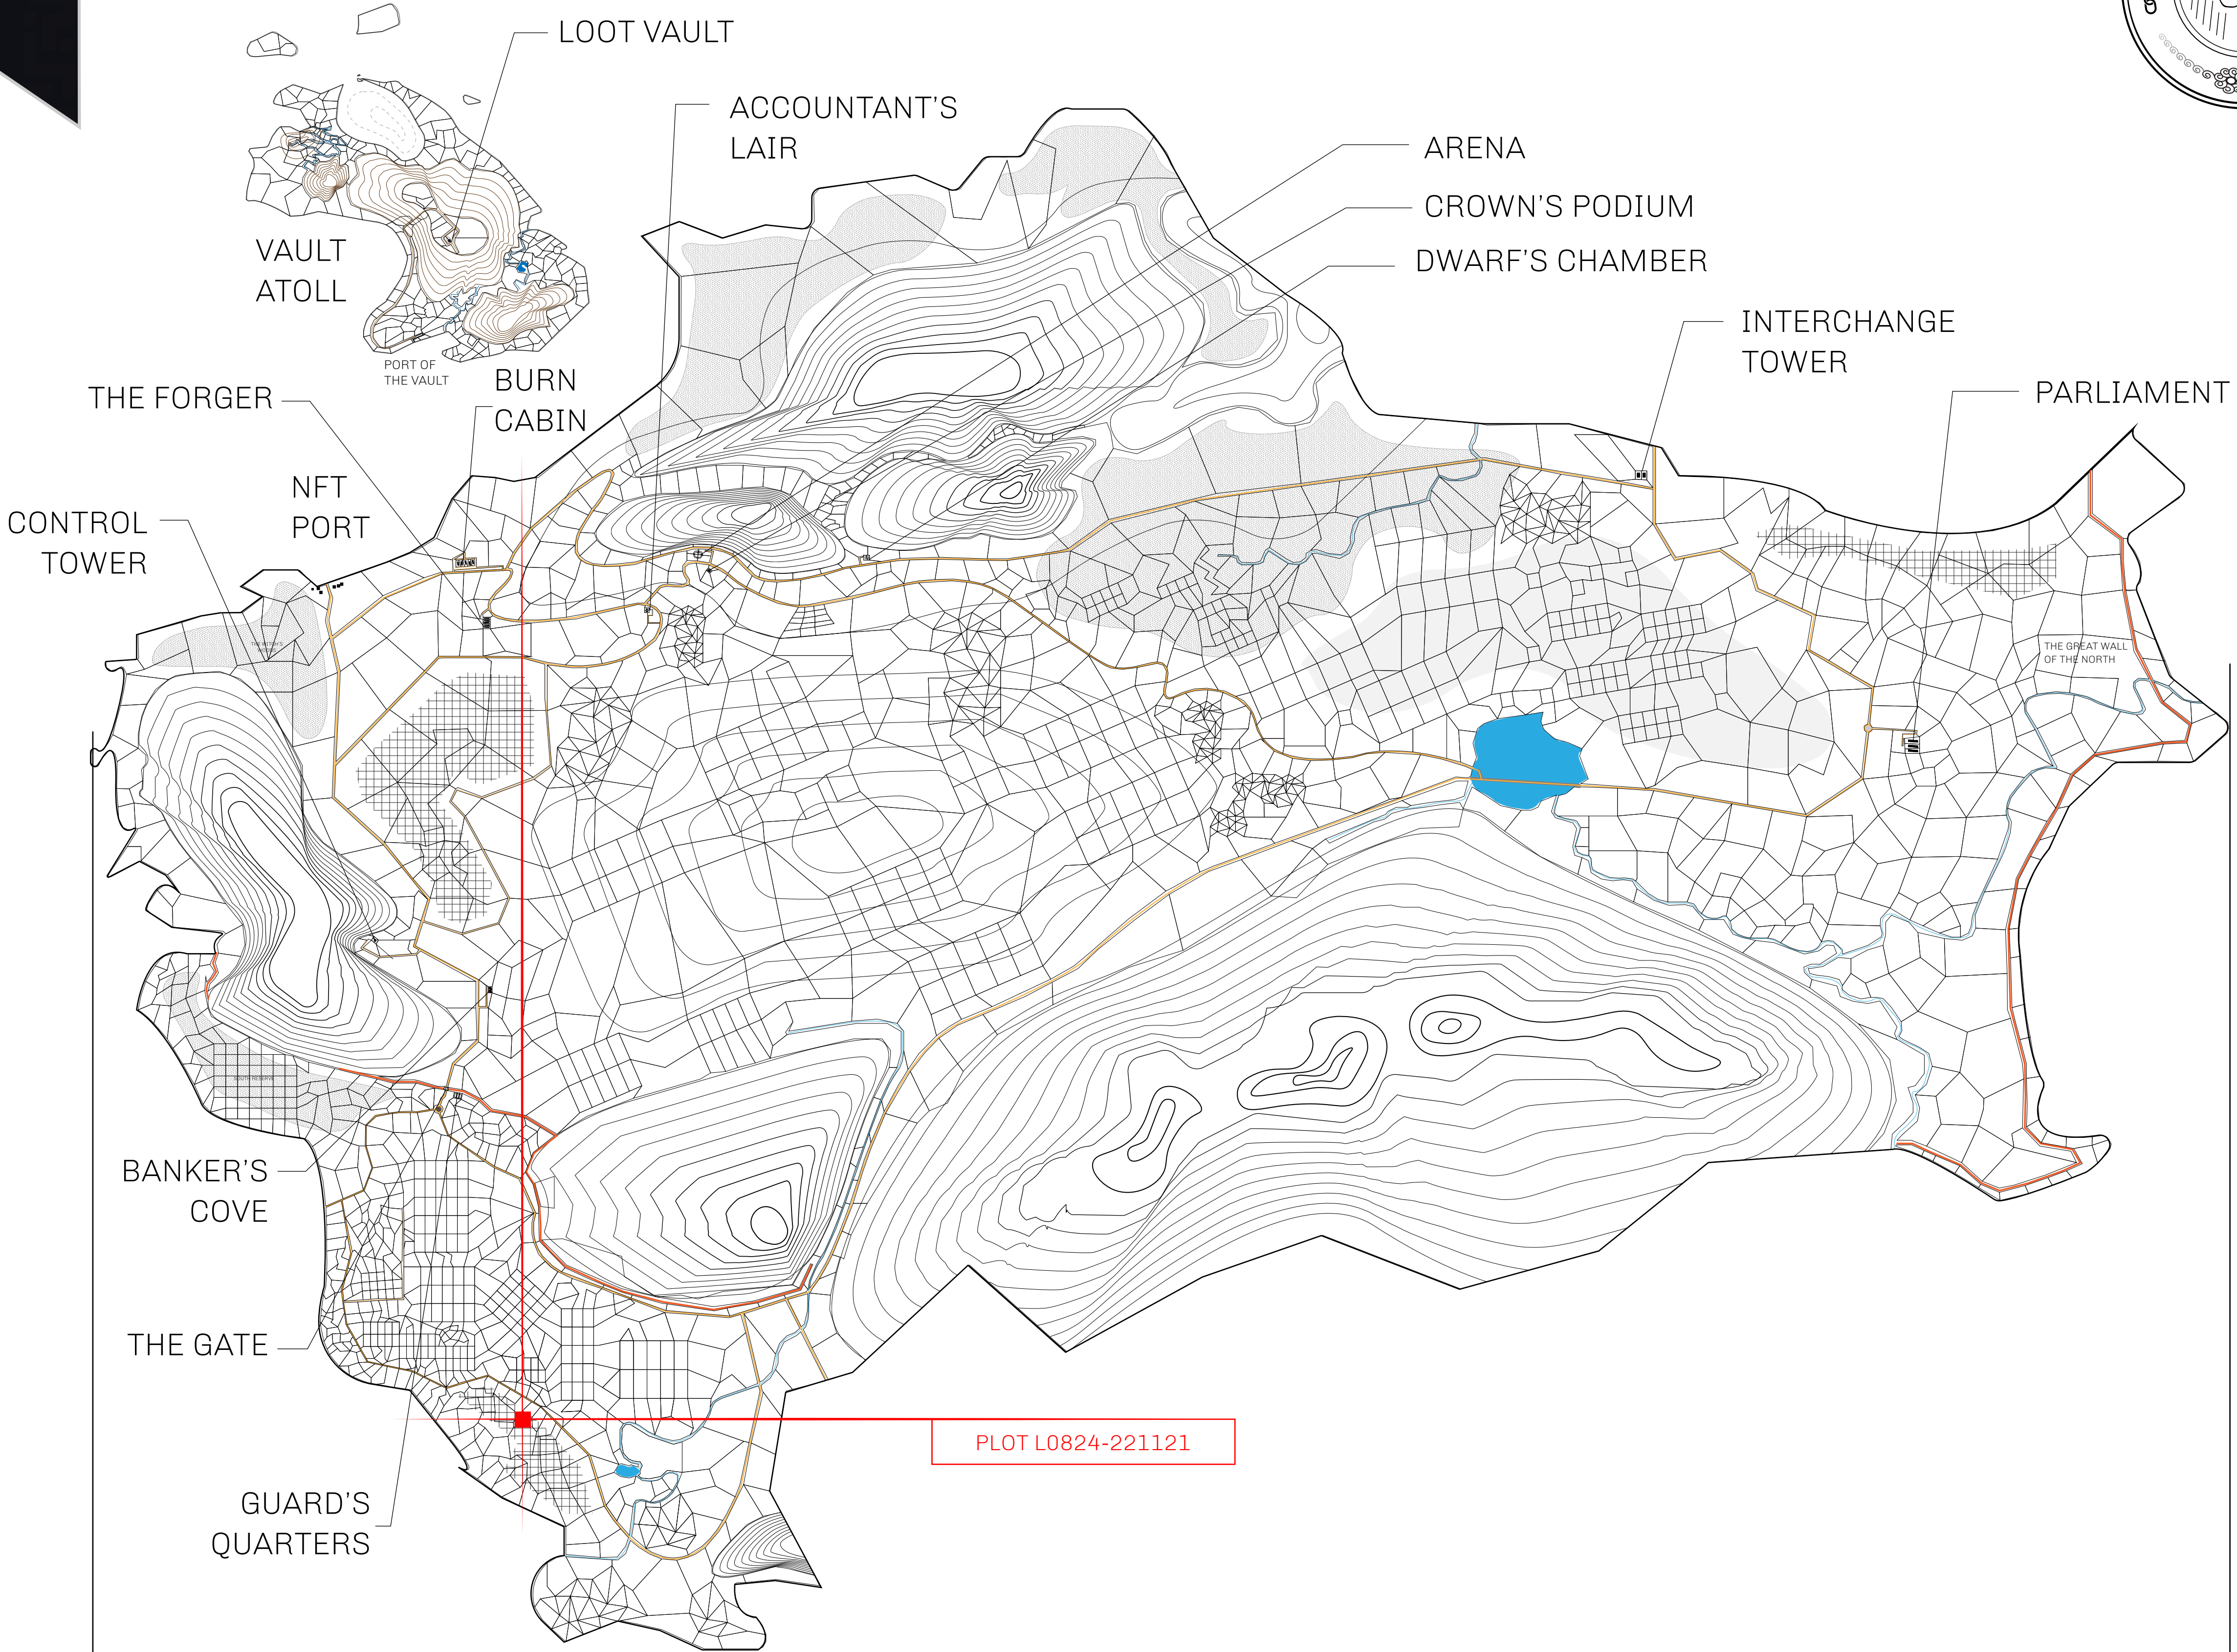 LOOT VAULT
ACCOUNTANT'S
LAIR
ARENA
CROWN'S PODIUM
DWARF'S CHAMBER
VAULT
ATOLL
INTERCHANGE
TOWER
PORT OF
THE VAULT
BURN
CABIN
THE FORGER
PARLIAMENT
NFT
PORT
CONTROL
TOWER
THE GREAT WALL
OF THE NORTH
SOUTH RESERVE
BANKER'S
COVE
THE GATE
PLOT L0824-221121
GUARD'S
QUARTERS